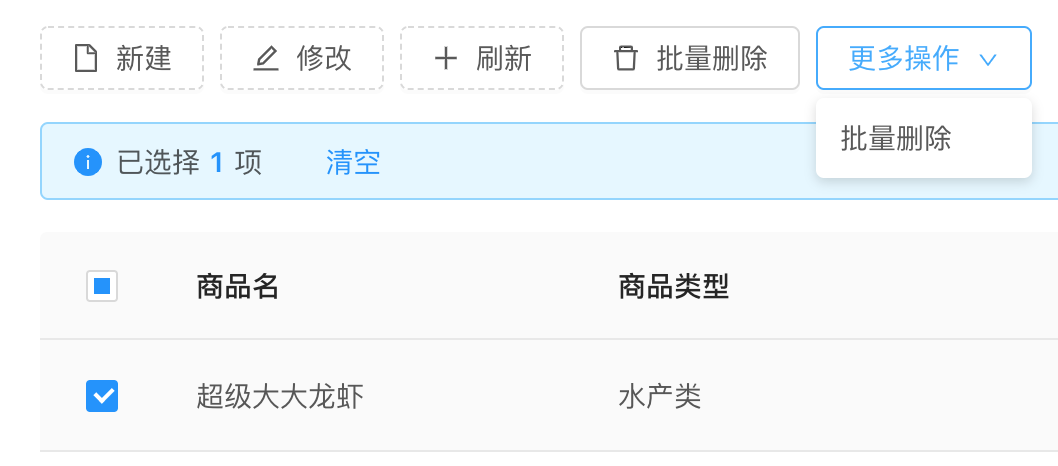 新建 修改 刷新 批量删除 更多操作
批量删除
已选择 1 项 清空
商品名 商品类型
超级大大龙虾 水产类